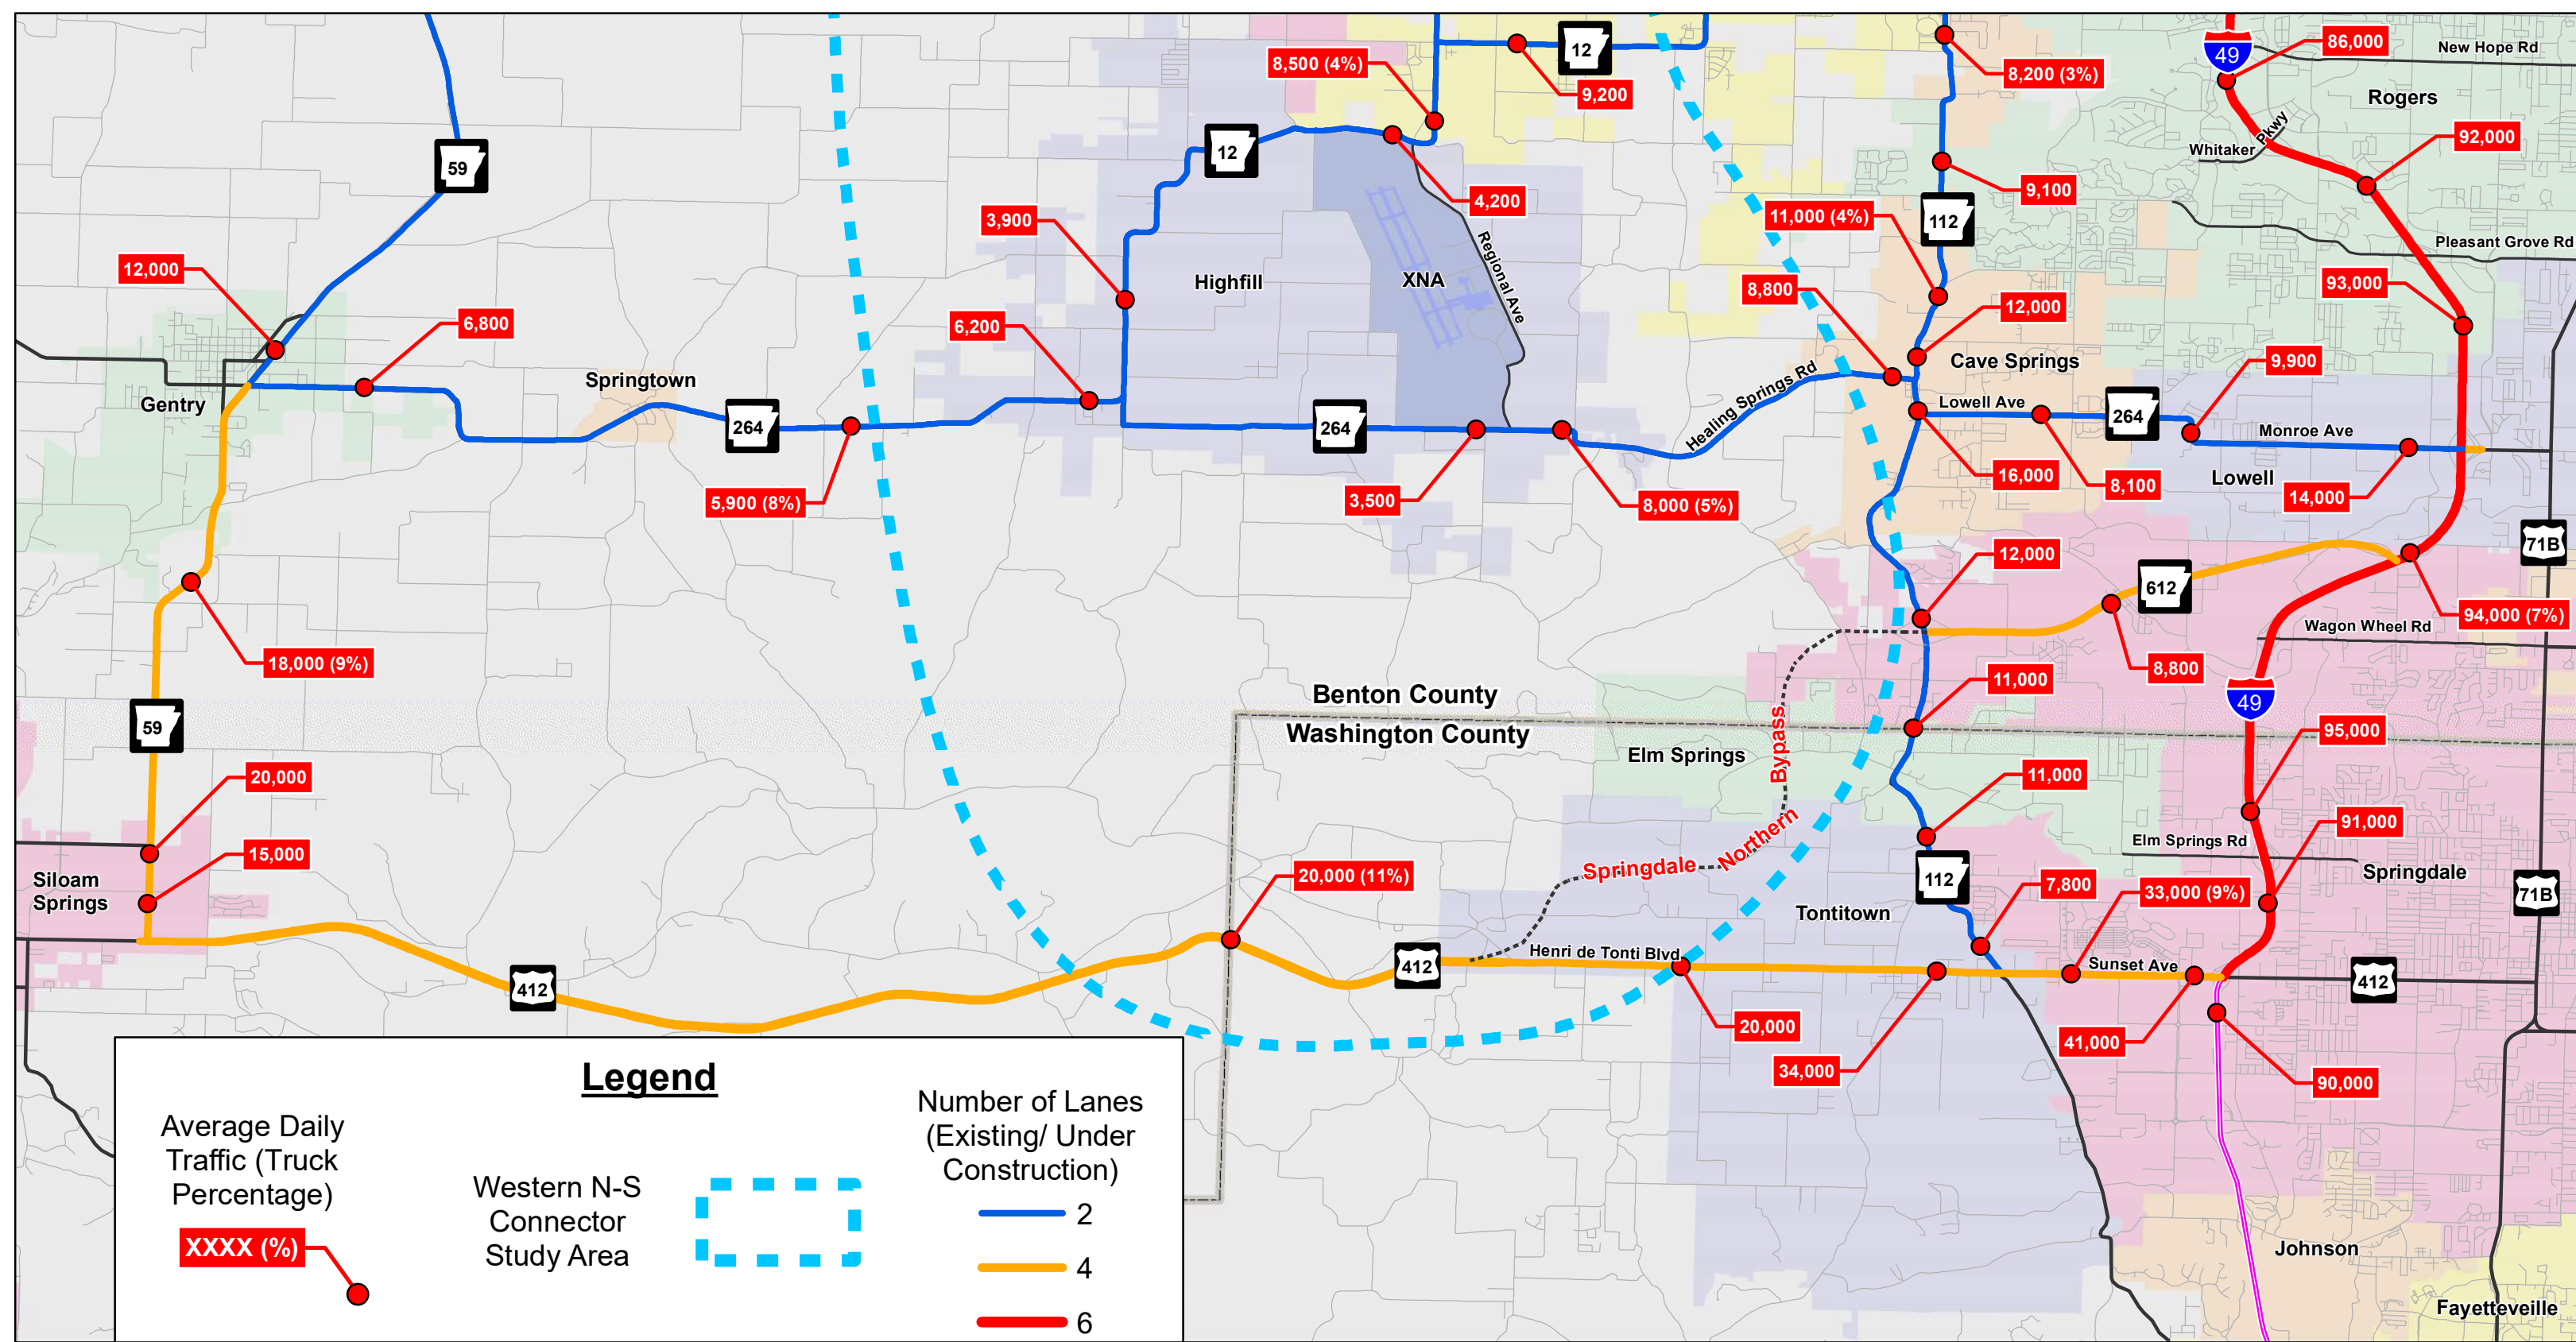 12
49
86,000
New Hope Rd
8,500 (4%)
8,200 (3%)
9,200
Rogers
Whitaker Pkwy
92,000
59
12
4,200
9,100
3,900
11,000 (4%)
112
Pleasant Grove Rd
Regional Ave
12,000
Highfill
XNA
8,800
93,000
6,800
6,200
12,000
Springtown
Healing Springs Rd
Cave Springs
9,900
Gentry
264
264
Lowell Ave
264
Monroe Ave
5,900 (8%)
3,500
8,000 (5%)
16,000
8,100
Lowell
14,000
71B
12,000
612
94,000 (7%)
Wagon Wheel Rd
18,000 (9%)
8,800
11,000
Benton County
49
59
Washington County
Elm Springs
95,000
20,000
11,000
Springdale Northern Bypass
91,000
15,000
Elm Springs Rd
Siloam
Springs
20,000 (11%)
112
7,800
33,000 (9%)
Springdale
71B
Tontitown
412
412
Henri de Tonti Blvd
Sunset Ave
412
20,000
34,000
41,000
90,000
Johnson
Fayetteveille
Legend
Average Daily
Traffic (Truck
Percentage)
XXXX (%)
Western N-S
Connector
Study Area
Number of Lanes
(Existing/ Under
Construction)
2
4
6